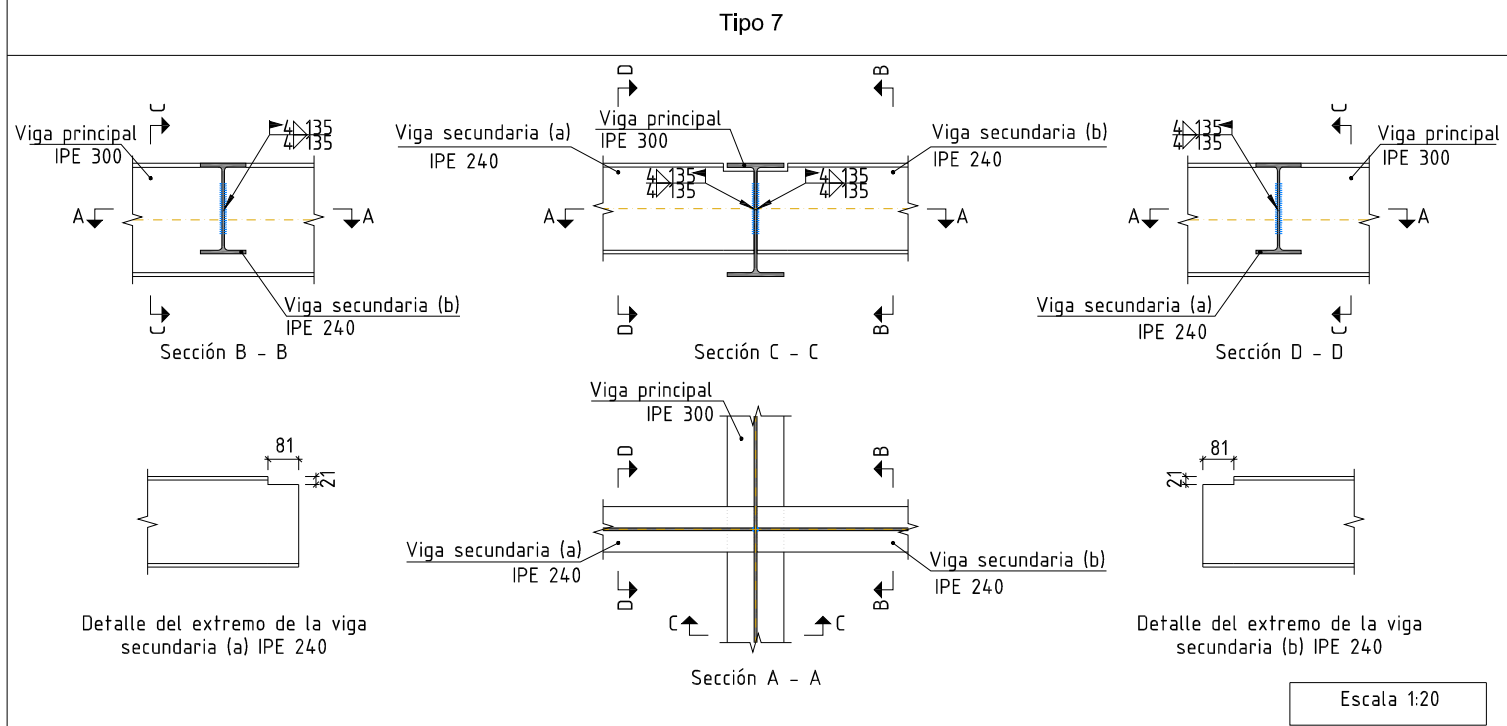 Tipo 7
C
Viga principal
IPE 300
4 135
4 135
A
A
Viga secundaria (b)
IPE 240
C
Sección B - B
D
B
Viga secundaria (a)
IPE 240
Viga principal
IPE 300
Viga secundaria (b)
IPE 240
4 135
4 135
4 135
4 135
A
A
D
B
Sección C - C
C
4 135
4 135
Viga principal
IPE 300
A
A
Viga secundaria (a)
IPE 240
C
Sección D - D
81
21
Detalle del extremo de la viga
secundaria (a) IPE 240
Viga principal
IPE 300
D
B
Viga secundaria (a)
IPE 240
Viga secundaria (b)
IPE 240
D
B
C
C
Sección A - A
81
21
Detalle del extremo de la viga
secundaria (b) IPE 240
Escala 1:20